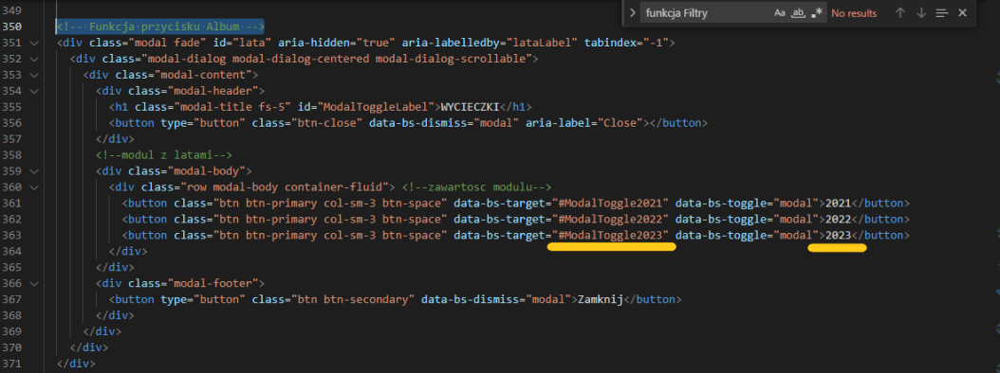 349
funkcja Filtry Aa ab .* No results
350 <!-- Funkcja przycisku Album -->
351 <div class="modal fade" id="lata" aria-hidden="true" aria-labelledby="lataLabel" tabindex="-1">
352 <div class="modal-dialog modal-dialog-centered modal-dialog-scrollable">
353 <div class="modal-content">
354 <div class="modal-header">
355 <h1 class="modal-title fs-5" id="ModalToggleLabel">WYCIECZKI</h1>
356 <button type="button" class="btn-close" data-bs-dismiss="modal" aria-label="Close"></button>
357 </div>
358 <!--modul z latami-->
359 <div class="modal-body">
360 <div class="row modal-body container-fluid"> <!--zawartosc modulu-->
361 <button class="btn btn-primary col-sm-3 btn-space" data-bs-target="#ModalToggle2021" data-bs-toggle="modal">2021</button>
362 <button class="btn btn-primary col-sm-3 btn-space" data-bs-target="#ModalToggle2022" data-bs-toggle="modal">2022</button>
363 <button class="btn btn-primary col-sm-3 btn-space" data-bs-target="#ModalToggle2023" data-bs-toggle="modal">2023</button>
364 </div>
365 </div>
366 <div class="modal-footer">
367 <button type="button" class="btn btn-secondary" data-bs-dismiss="modal">Zamknij</button>
368 </div>
369 </div>
370 </div>
371 </div>